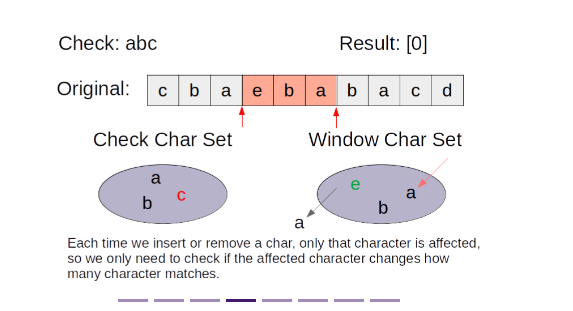 Check: abc
Result: [0]
Original: c b a e b a b a c d
Check Char Set
Window Char Set
a
b c
e
a
b
a
Each time we insert or remove a char, only that character is affected,
so we only need to check if the affected character changes how
many character matches.